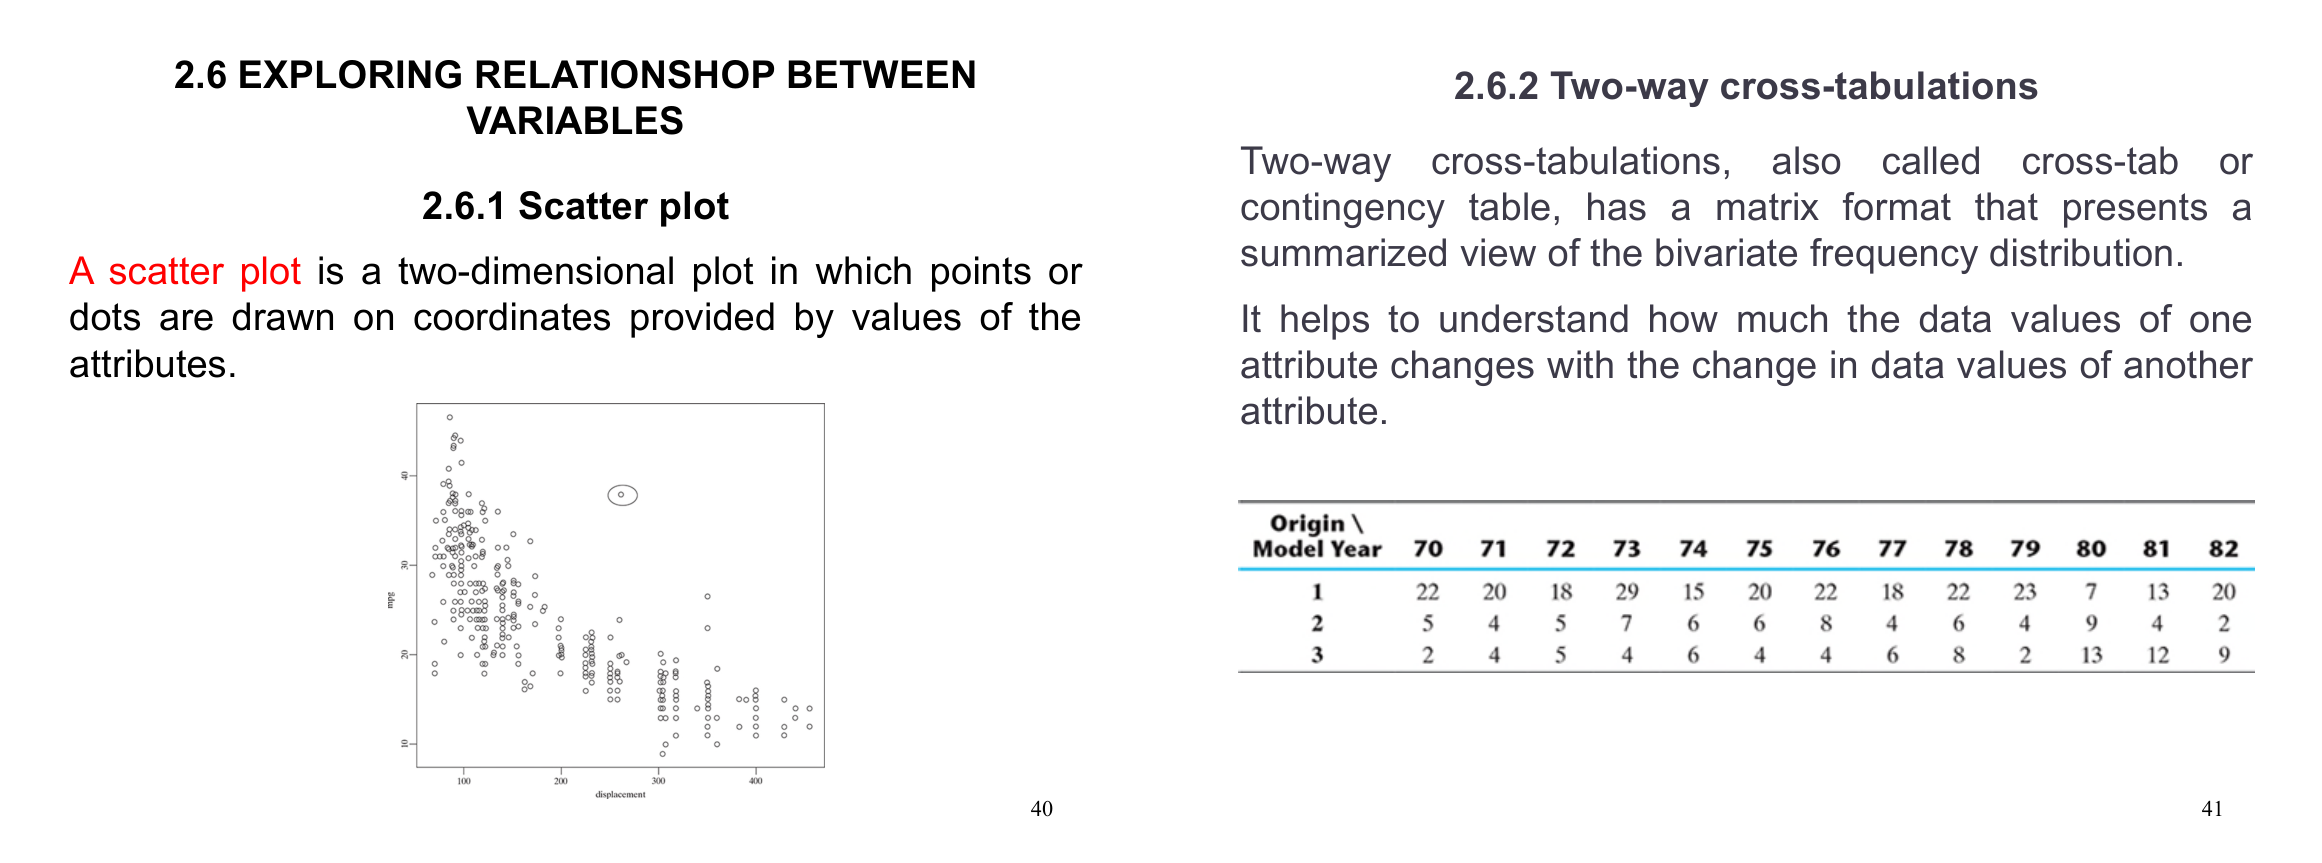 2.6 EXPLORING RELATIONSHOP BETWEEN
VARIABLES
2.6.1 Scatter plot
A scatter plot is a two-dimensional plot in which points or
dots are drawn on coordinates provided by values of the
attributes.
40
30
mpg
20
10
100 200 300 400
displacement
40
2.6.2 Two-way cross-tabulations
Two-way cross-tabulations, also called cross-tab or
contingency table, has a matrix format that presents a
summarized view of the bivariate frequency distribution.
It helps to understand how much the data values of one
attribute changes with the change in data values of another
attribute.
Origin \
Model Year 70 71 72 73 74 75 76 77 78 79 80 81 82
1 22 20 18 29 15 20 22 18 22 23 7 13 20
2 5 4 5 7 6 6 8 4 6 4 9 4 2
3 2 4 5 4 6 4 4 6 8 2 13 12 9
41